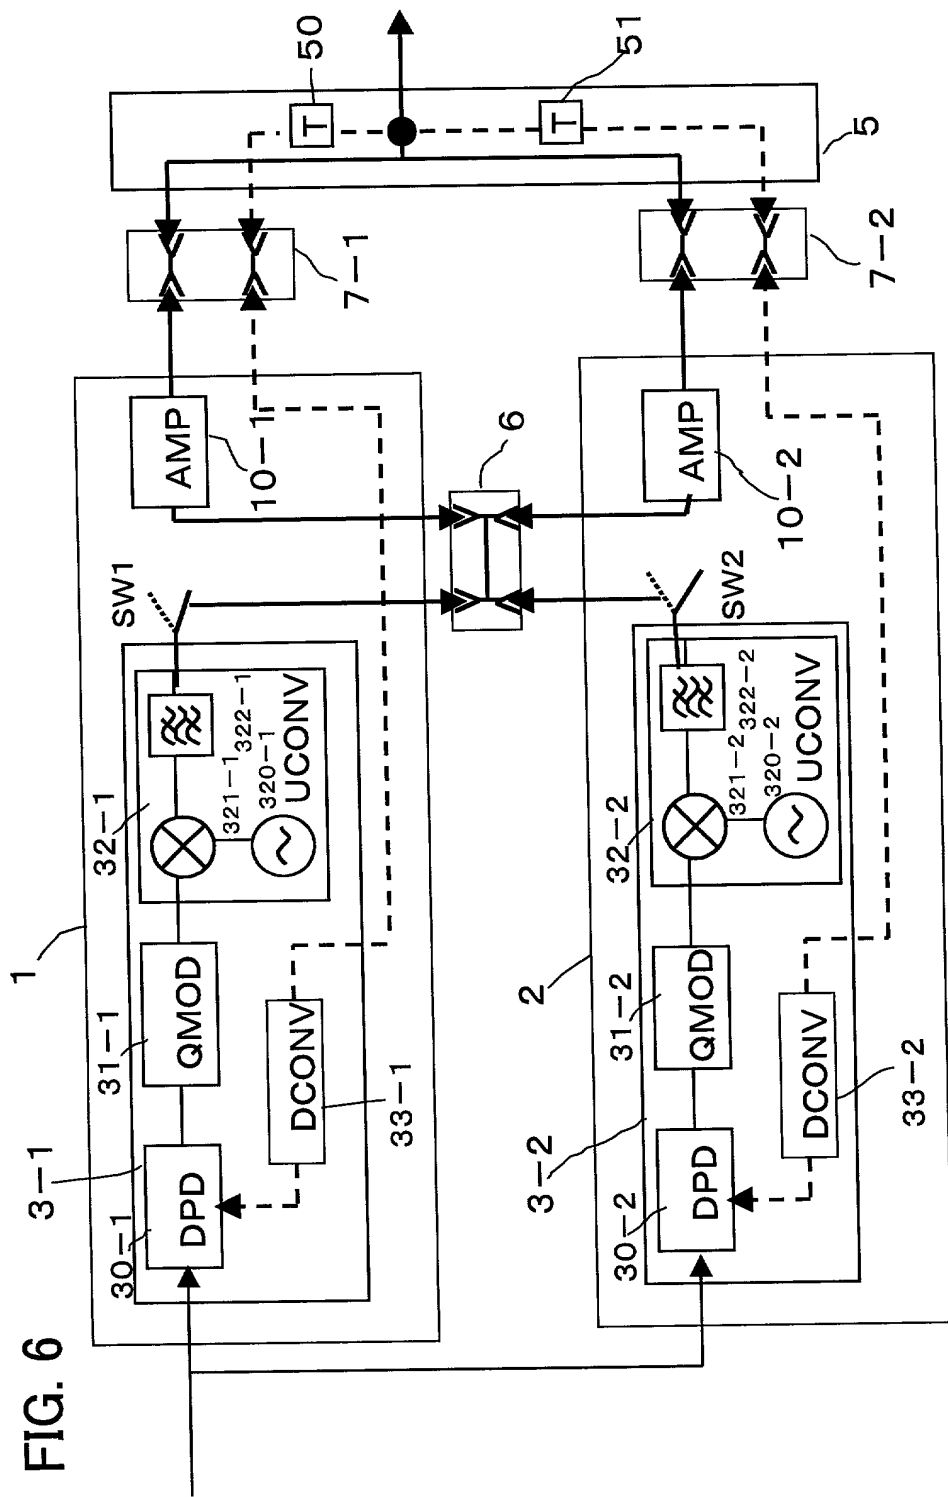 FIG. 6
1
3-1
30-1
DPD
31-1
QMOD
32-1
321-1
322-1
320-1
UCONV
SW1
AMP
10-1
DCONV
33-1
7-1
50
T
T
51
5
6
2
3-2
30-2
DPD
31-2
QMOD
32-2
321-2
322-2
320-2
UCONV
SW2
AMP
10-2
DCONV
33-2
7-2